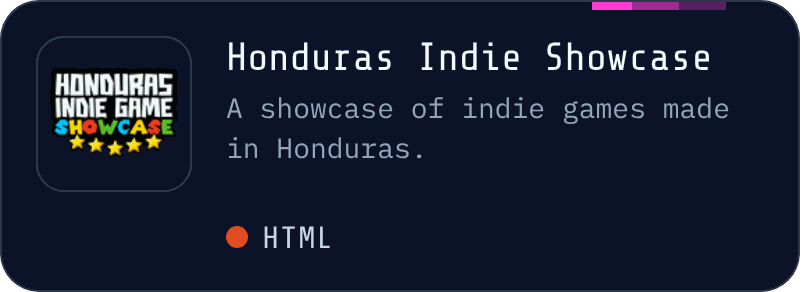 HONDURAS
INDIE GAME
SHOWCASE
Honduras Indie Showcase
A showcase of indie games made
in Honduras.
HTML